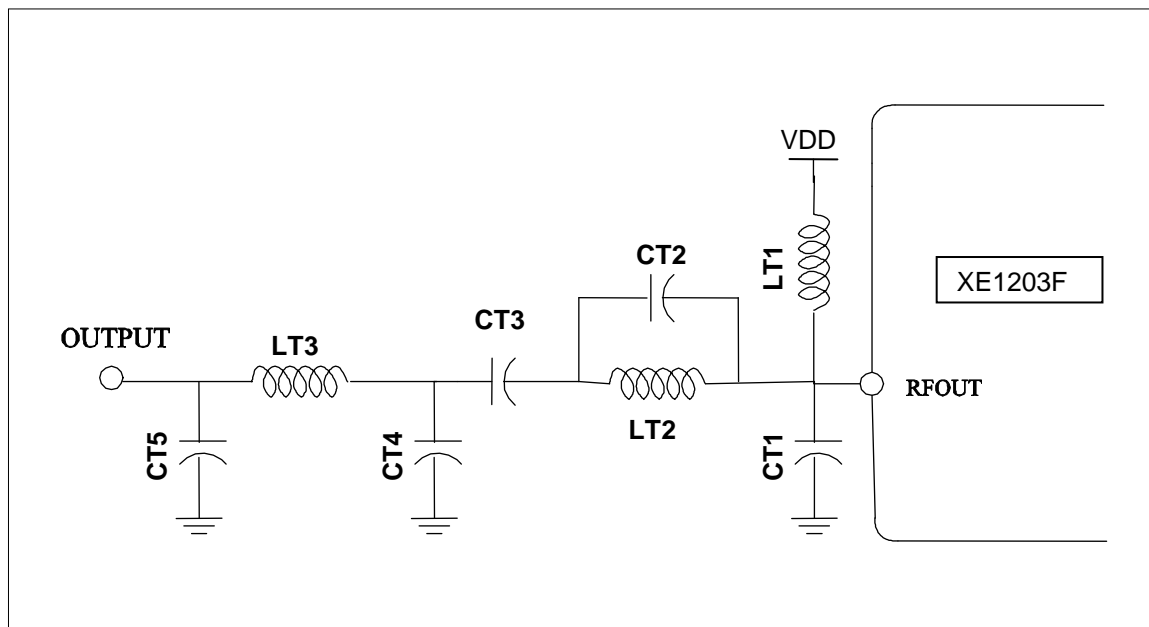 VDD
LT1
CT2
XE1203F
CT3
OUTPUT
LT3
RFOUT
LT2
CT5
CT4
CT1